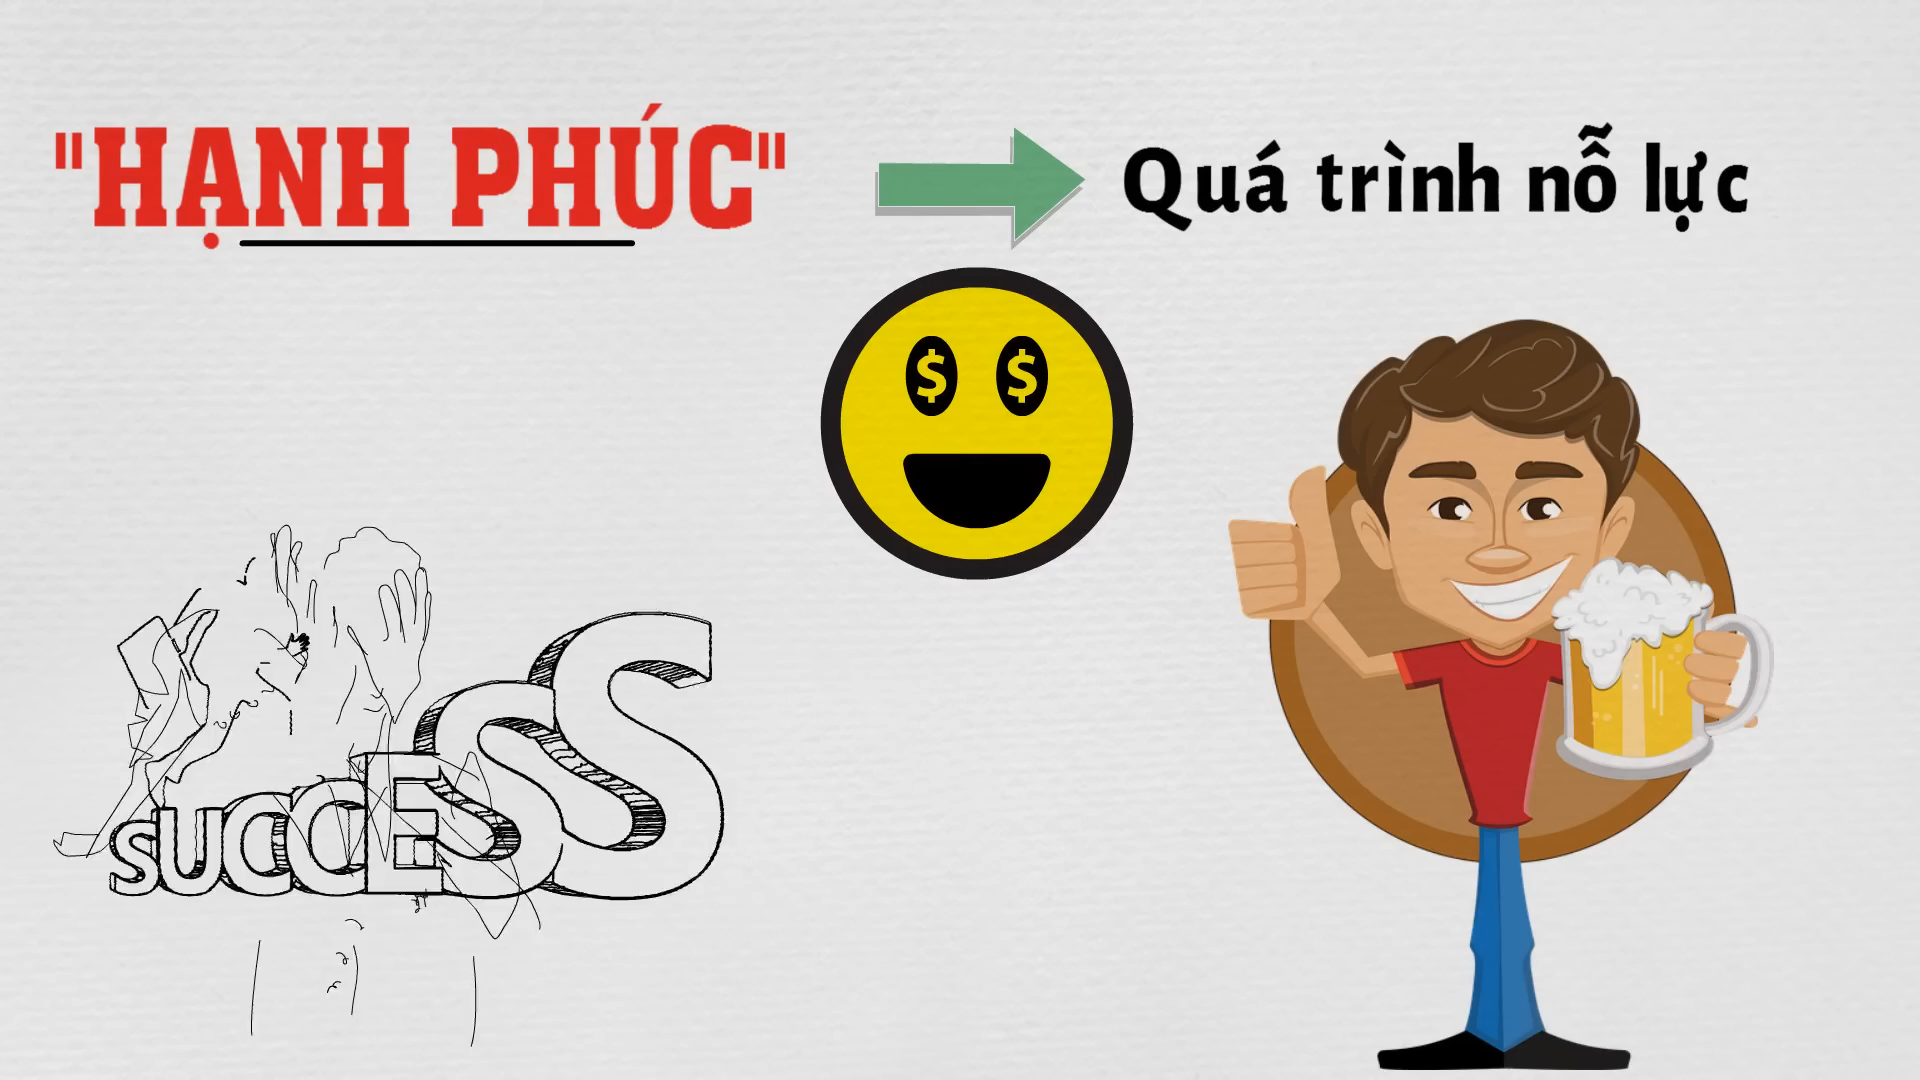 "HẠNH PHÚC"
Quá trình nỗ lực
$ $
SUCCESS